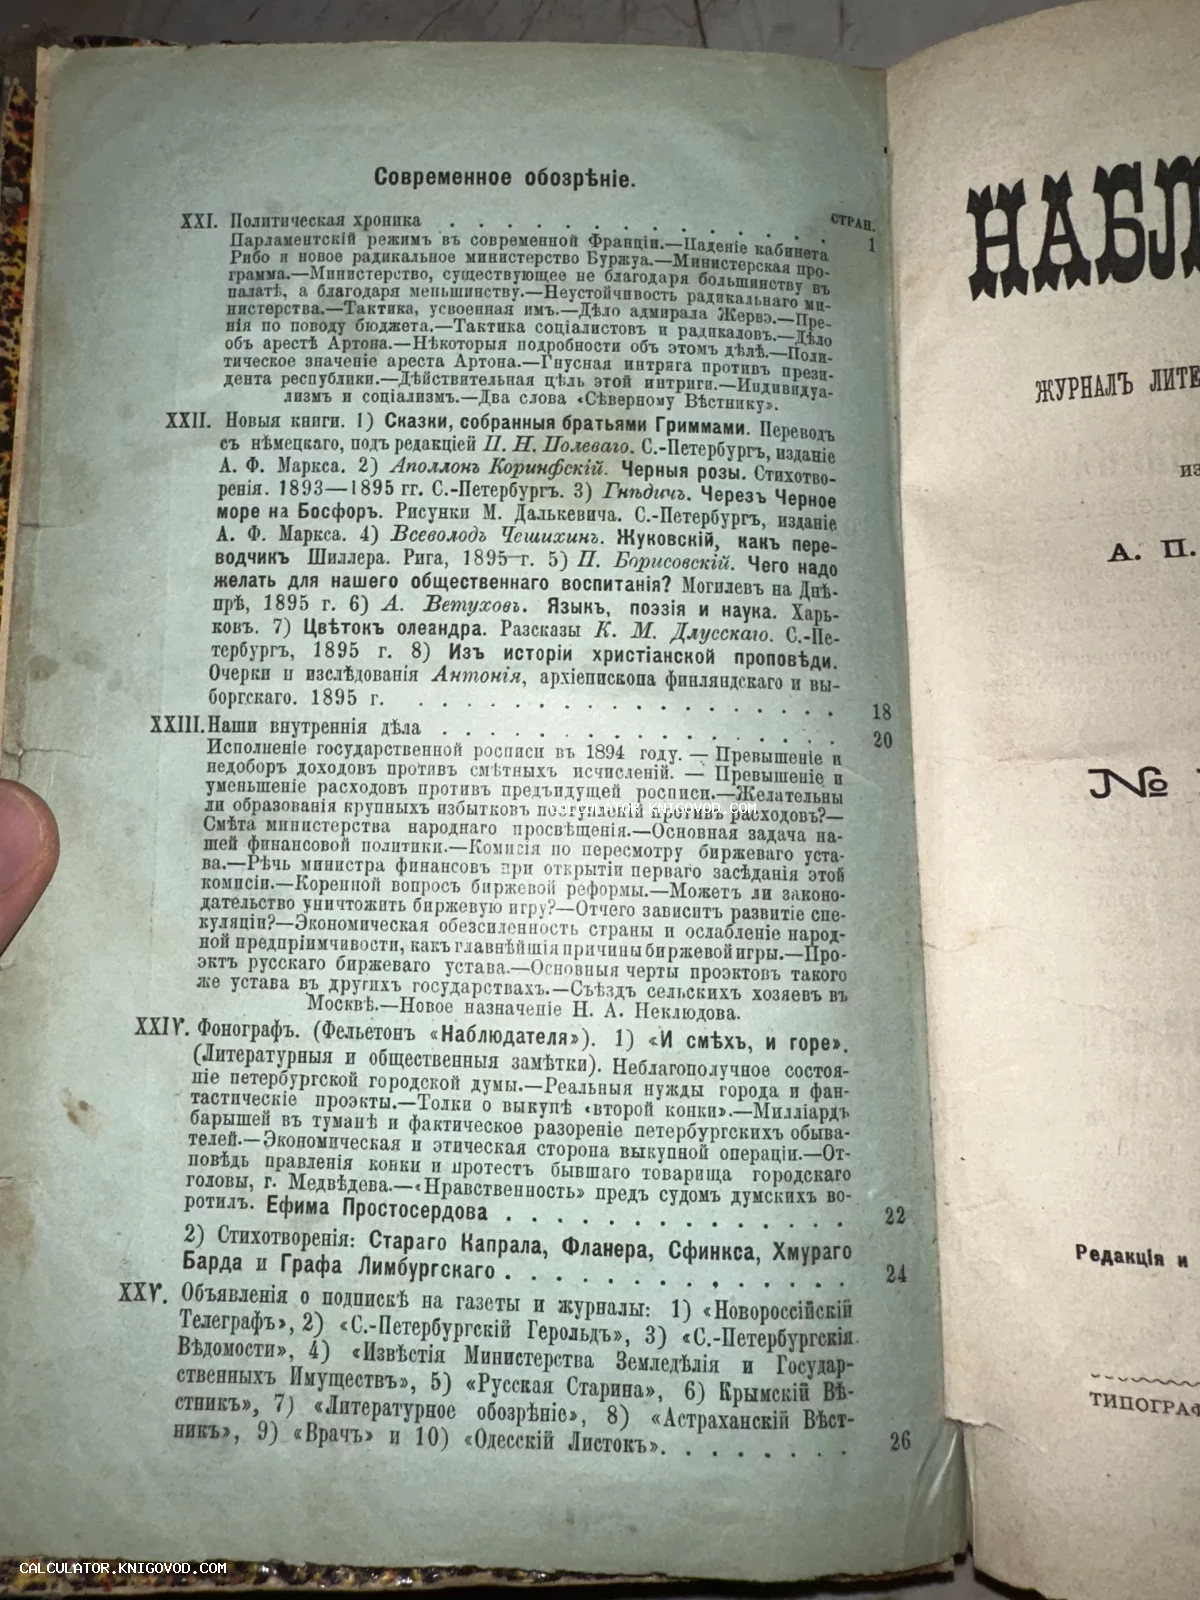 Современное обозрѣніе.
СТРАН.
XXI. Политическая хроника . . . . . . . . . . . 1
Парламентскій режимъ въ современной Франціи.—Паденіе кабинета
Рибо и новое радикальное министерство Буржуа.—Министерская про-
грамма.—Министерство, существующее не благодаря большинству въ
палатѣ, а благодаря меньшинству.—Неустойчивость радикальнаго ми-
нистерства.—Тактика, усвоенная имъ.—Дѣло адмирала Жервэ.—Пре-
нія по поводу бюджета.—Тактика соціалистовъ и радикаловъ.—Дѣло
объ арестѣ Артона.—Нѣкоторыя подробности объ этомъ дѣлѣ.—Поли-
тическое значеніе ареста Артона.—Гнусная интрига противъ прези-
дента республики.—Дѣйствительная цѣль этой интриги.—Индивидуа-
лизмъ и соціализмъ.—Два слова «Сѣверному Вѣстнику».
XXII. Новыя книги. 1) Сказки, собранныя братьями Гриммами. Переводъ
съ нѣмецкаго, подъ редакціей П. Н. Полеваго. С.-Петербургъ, изданіе
А. Ф. Маркса. 2) Аполлонъ Коринфскій. Черныя розы. Стихотво-
ренія. 1893—1895 гг. С.-Петербургъ. 3) Гнѣдичъ. Черезъ Черное
море на Босфоръ. Рисунки М. Далькевича. С.-Петербургъ, изданіе
А. Ф. Маркса. 4) Всеволодъ Чешихинъ. Жуковскій, какъ пере-
водчикъ Шиллера. Рига, 1895 г. 5) П. Борисовскій. Чего надо
желать для нашего общественнаго воспитанія? Могилевъ на Днѣ-
прѣ, 1895 г. 6) А. Ветуховъ. Языкъ, поэзія и наука. Харь-
ковъ. 7) Цвѣтокъ олеандра. Разсказы К. М. Длусскаго. С.-Пе-
тербургъ, 1895 г. 8) Изъ исторіи христіанской проповѣди.
Очерки и изслѣдованія Антонія, архіепископа финляндскаго и вы-
боргскаго. 1895 г. . . . . . . . . . . . . . . 18
XXIII. Наши внутреннія дѣла . . . . . . . . . . . . 20
Исполненіе государственной росписи въ 1894 году. — Превышеніе и
недоборъ доходовъ противъ смѣтныхъ исчисленій. — Превышеніе и
уменьшеніе расходовъ противъ предъидущей росписи.—Желательны
ли образованія крупныхъ избытковъ поступленій противъ расходовъ?—
Смѣта министерства народнаго просвѣщенія.—Основная задача на-
шей финансовой политики.—Комисія по пересмотру биржеваго уста-
ва.—Рѣчь министра финансовъ при открытіи перваго засѣданія этой
комисіи.—Коренной вопросъ биржевой реформы.—Можетъ ли законо-
дательство уничтожить биржевую игру?—Отчего зависитъ развитіе спе-
куляціи?—Экономическая обезсиленность страны и ослабленіе народ-
ной предпріимчивости, какъ главнѣйшія причины биржевой игры.—Про-
эктъ русскаго биржеваго устава.—Основныя черты проэктовъ такого
же устава въ другихъ государствахъ.—Съѣздъ сельскихъ хозяевъ въ
Москвѣ.—Новое назначеніе Н. А. Неклюдова.
XXIV. Фонографъ. (Фельетонъ «Наблюдателя»). 1) «И смѣхъ, и горе».
(Литературныя и общественныя замѣтки). Неблагополучное состоя-
ніе петербургской городской думы.—Реальныя нужды города и фан-
тастическіе проэкты.—Толки о выкупѣ «второй конки».—Милліардъ
барышей въ туманѣ и фактическое разореніе петербургскихъ обыва-
телей.—Экономическая и этическая сторона выкупной операціи.—От-
повѣдь правленія конки и протестъ бывшаго товарища городскаго
головы, г. Медвѣдева.—«Нравственность» предъ судомъ думскихъ во-
ротилъ. Ефима Простосердова . . . . . . . . . . . 22
2) Стихотворенія: Стараго Капрала, Фланера, Сфинкса, Хмураго
Барда и Графа Лимбургскаго . . . . . . . . . . . 24
XXV. Объявленія о подпискѣ на газеты и журналы: 1) «Новороссійскій
Телеграфъ», 2) «С.-Петербургскій Герольдъ», 3) «С.-Петербургскія
Вѣдомости», 4) «Извѣстія Министерства Земледѣлія и Государ-
ственныхъ Имуществъ», 5) «Русская Старина», 6) Крымскій Вѣ-
стникъ», 7) «Литературное обозрѣніе», 8) «Астраханскій Вѣст-
никъ», 9) «Врачъ» и 10) «Одесскій Листокъ». . . . . . . . 26
НАБЛ
ЖУРНАЛЪ ЛИТЕ
из
А. П.
№
Редакція и
ТИПОГРАФ
CALCULATOR.KNIGOVOD.COM
CALCULATOR.KNIGOVOD.COM
CALCULATOR.KNIGOVOD.COM